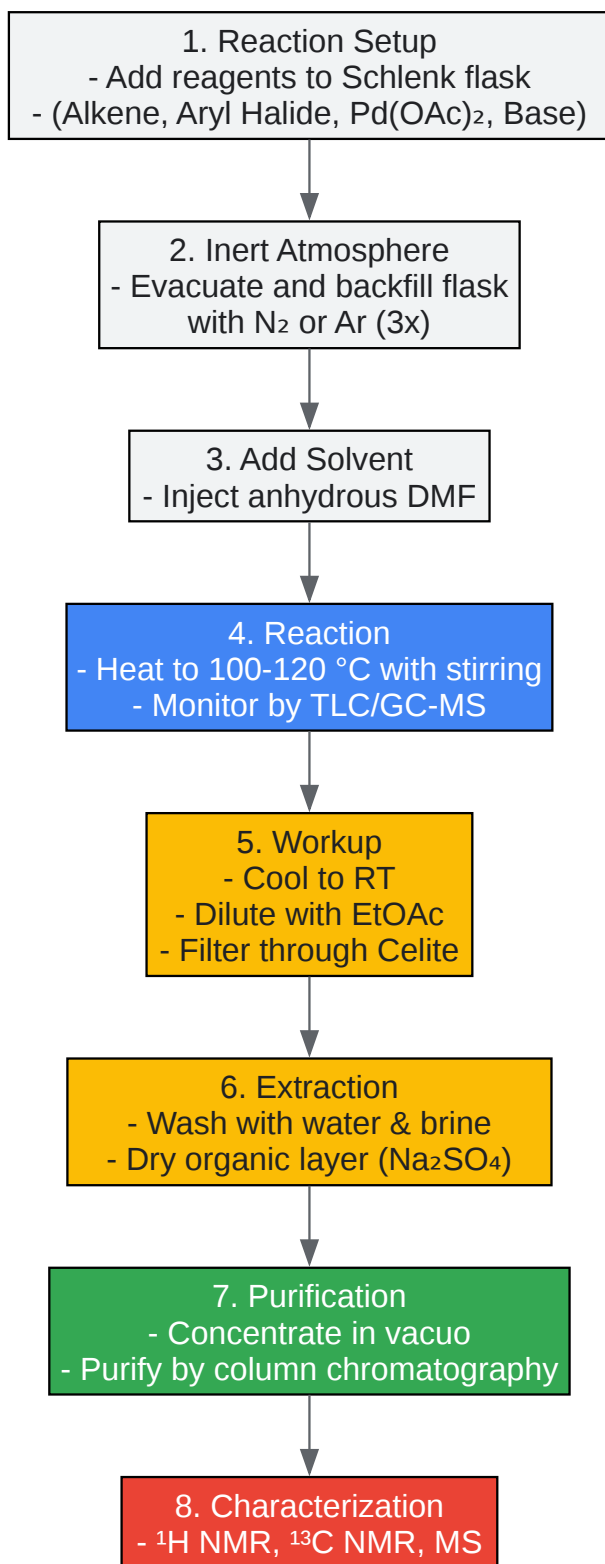 1. Reaction Setup
- Add reagents to Schlenk flask
- (Alkene, Aryl Halide, Pd(OAc)₂, Base)
2. Inert Atmosphere
- Evacuate and backfill flask
with N₂ or Ar (3x)
3. Add Solvent
- Inject anhydrous DMF
4. Reaction
- Heat to 100-120 °C with stirring
- Monitor by TLC/GC-MS
5. Workup
- Cool to RT
- Dilute with EtOAc
- Filter through Celite
6. Extraction
- Wash with water & brine
- Dry organic layer (Na₂SO₄)
7. Purification
- Concentrate in vacuo
- Purify by column chromatography
8. Characterization
- ¹H NMR, ¹³C NMR, MS